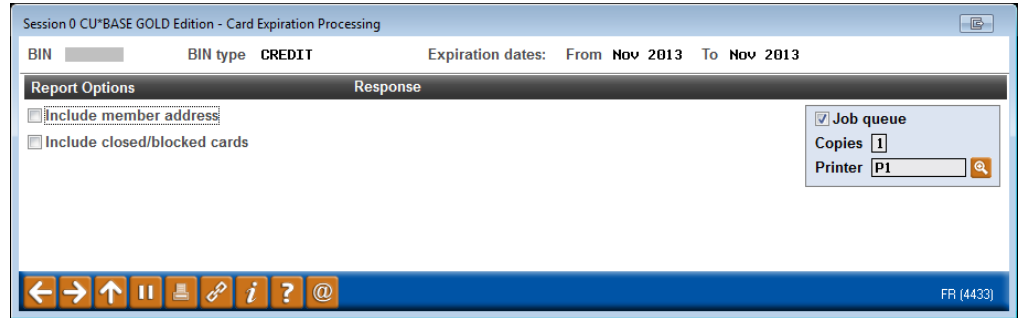 Session 0 CU*BASE GOLD Edition - Card Expiration Processing
BIN BIN type CREDIT Expiration dates: From Nov 2013 To Nov 2013
Report Options Response
Include member address
Include closed/blocked cards
Job queue
Copies 1
Printer P1
i ? @
FR (4433)